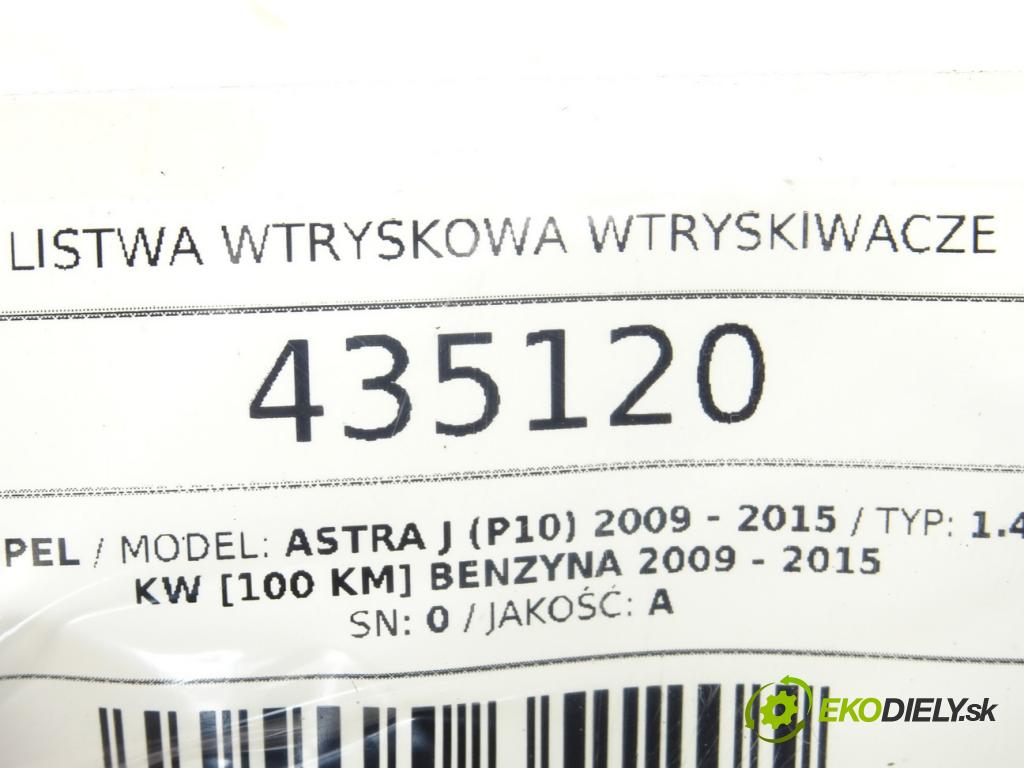 LISTWA WTRYSKOWA WTRYSKIWACZE
435120
PEL / MODEL: ASTRA J (P10) 2009 - 2015 / TYP: 1.4
KW [100 KM] BENZYNA 2009 - 2015
SN: 0 / JAKOŚĆ: A
EKODIELY.sk